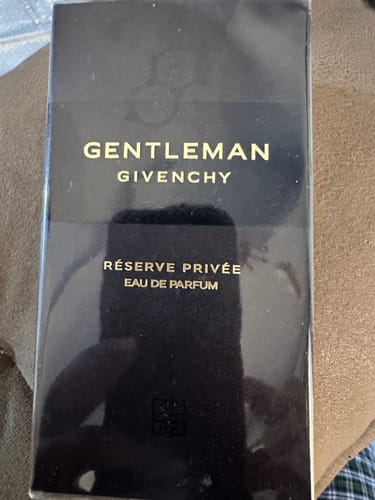 GENTLEMAN
GIVENCHY
RÉSERVE PRIVÉE
EAU DE PARFUM